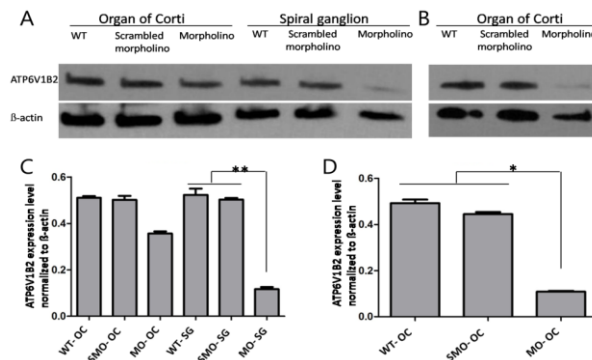 A
Organ of Corti
Spiral ganglion
WT
Scrambled morpholino
Morpholino
WT
Scrambled morpholino
Morpholino
ATP6V1B2
ß-actin
B
Organ of Corti
WT
Scrambled morpholino
Morpholino
C
ATP6V1B2 expression level
normalized to ß-actin
0.6
0.4
0.2
0.0
**
WT- OC
SMO- OC
MO- OC
WT- SG
SMO- SG
MO- SG
D
ATP6V1B2 expression level
normalized to ß-actin
0.6
0.4
0.2
0.0
*
WT- OC
SMO- OC
MO- OC